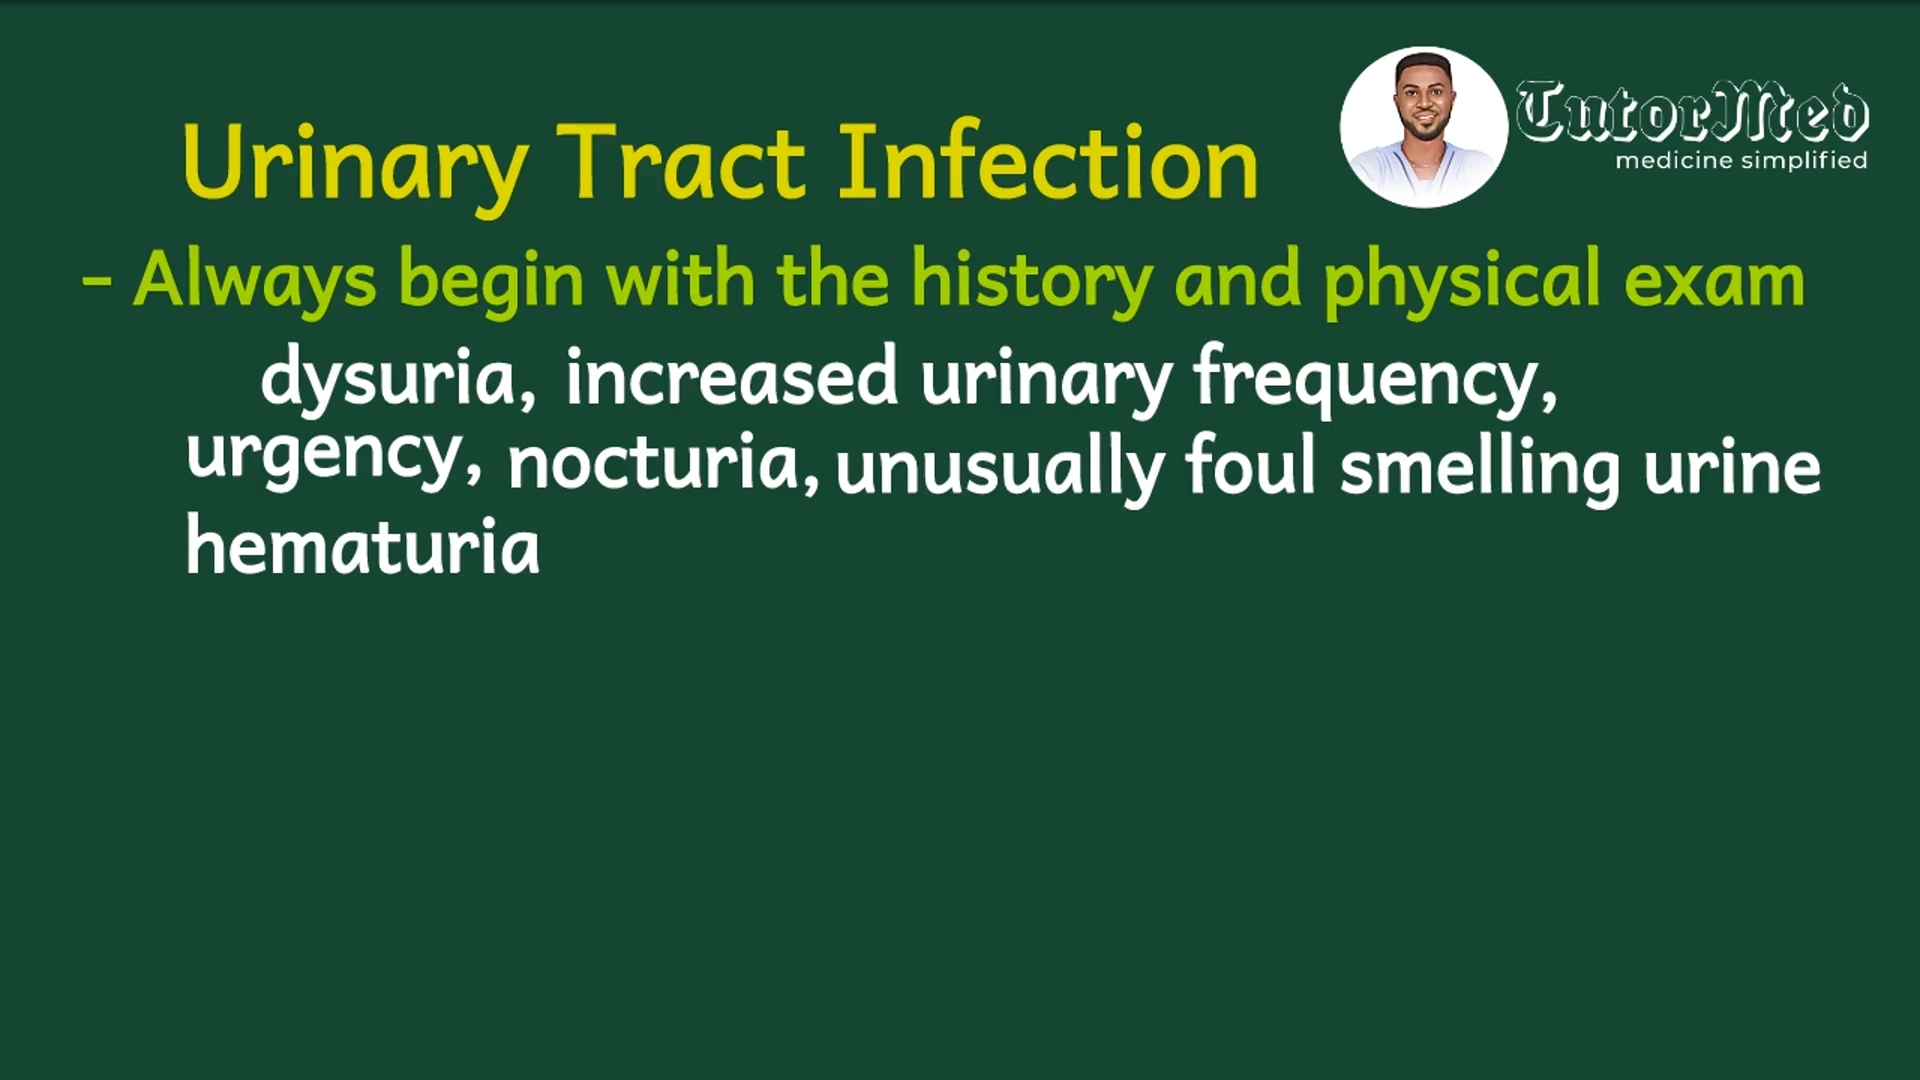 TutorMed
medicine simplified
Urinary Tract Infection
- Always begin with the history and physical exam
dysuria, increased urinary frequency,
urgency, nocturia, unusually foul smelling urine
hematuria